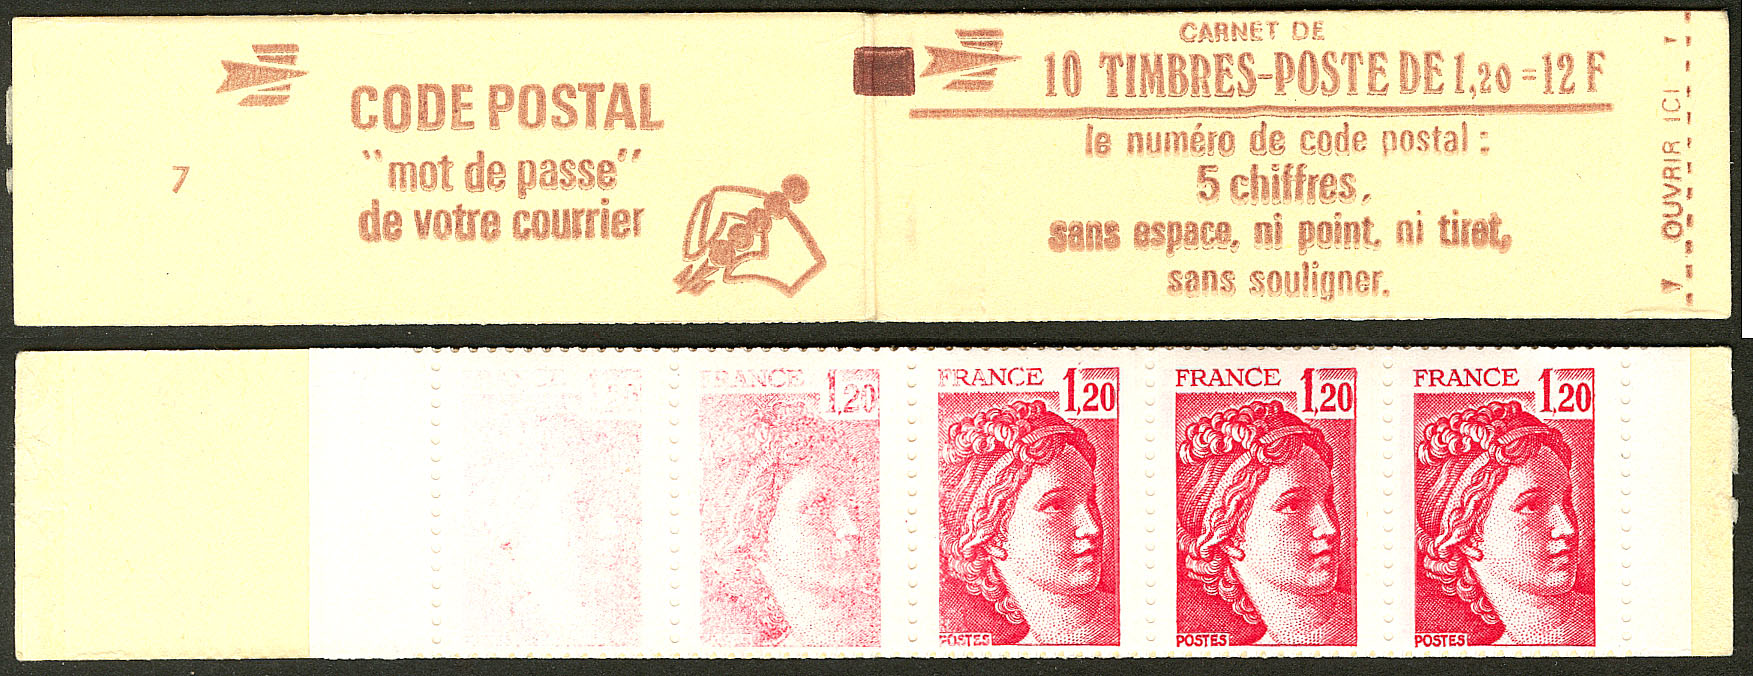 CODE POSTAL
"mot de passe"
de votre courrier
7
CARNET DE
10 TIMBRES-POSTE DE 1,20 = 12 F
le numéro de code postal :
5 chiffres,
sans espace, ni point, ni tiret,
sans souligner.
OUVRIR ICI
FRANCE 1,20
FRANCE 1,20
POSTES
FRANCE 1,20
POSTES
FRANCE 1,20
POSTES